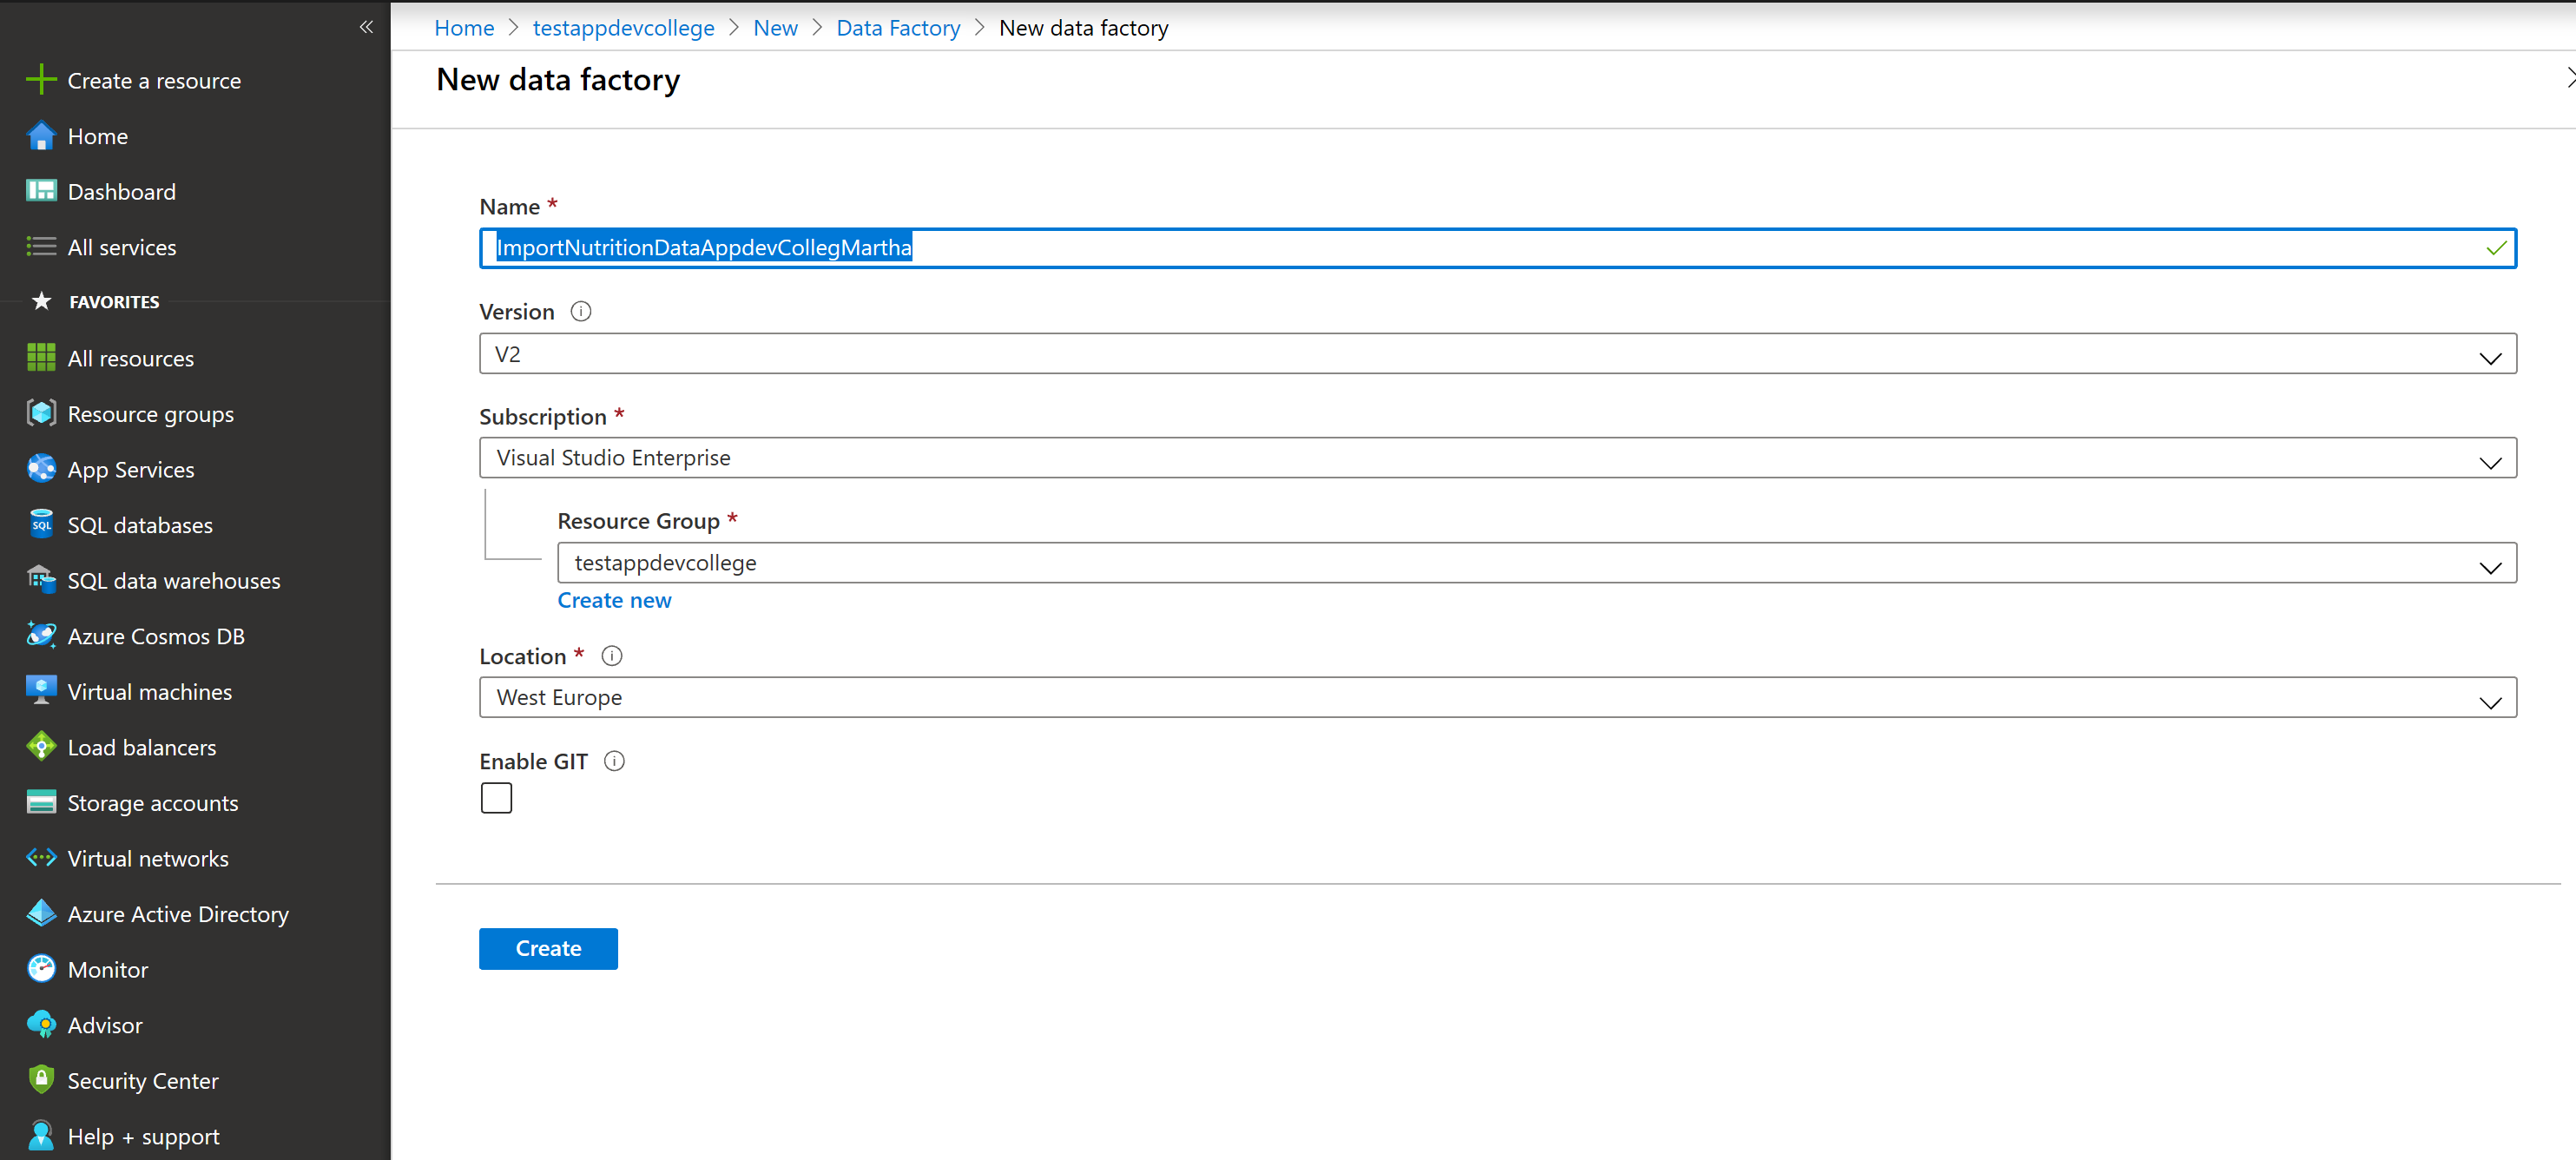 Create a resource
Home
Dashboard
All services
FAVORITES
All resources
Resource groups
App Services
SQL databases
SQL
SQL data warehouses
Azure Cosmos DB
Virtual machines
Load balancers
Storage accounts
Virtual networks
Azure Active Directory
Monitor
Advisor
Security Center
Help + support
Home > testappdevcollege > New > Data Factory > New data factory
New data factory
Name *
ImportNutritionDataAppdevCollegMartha
Version
V2
Subscription *
Visual Studio Enterprise
Resource Group *
testappdevcollege
Create new
Location *
West Europe
Enable GIT
Create